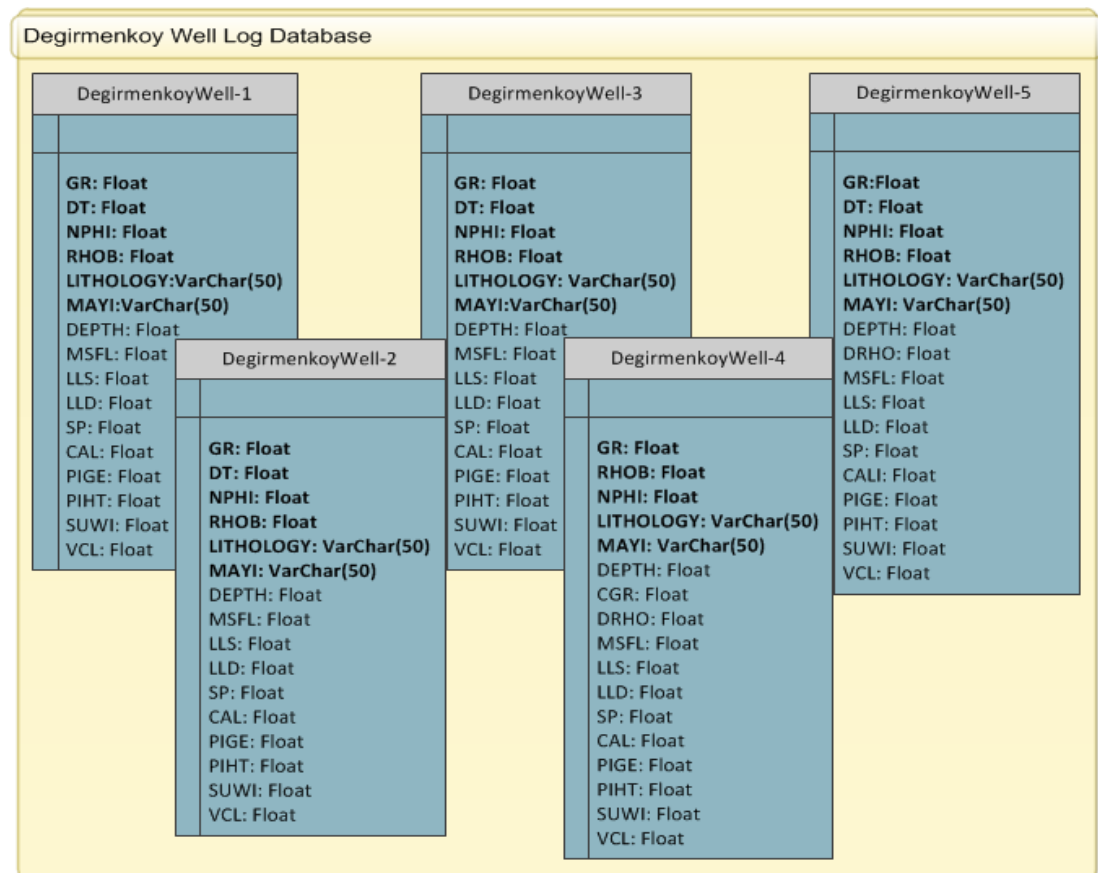 Degirmenkoy Well Log Database
DegirmenkoyWell-1
GR: Float
DT: Float
NPHI: Float
RHOB: Float
LITHOLOGY:VarChar(50)
MAYI:VarChar(50)
DEPTH: Float
MSFL: Float
LLS: Float
LLD: Float
SP: Float
CAL: Float
PIGE: Float
PIHT: Float
SUWI: Float
VCL: Float
DegirmenkoyWell-2
GR: Float
DT: Float
NPHI: Float
RHOB: Float
LITHOLOGY: VarChar(50)
MAYI: VarChar(50)
DEPTH: Float
MSFL: Float
LLS: Float
LLD: Float
SP: Float
CAL: Float
PIGE: Float
PIHT: Float
SUWI: Float
VCL: Float
DegirmenkoyWell-3
GR: Float
DT: Float
NPHI: Float
RHOB: Float
LITHOLOGY: VarChar(50)
MAYI:VarChar(50)
DEPTH: Float
MSFL: Float
LLS: Float
LLD: Float
SP: Float
CAL: Float
PIGE: Float
PIHT: Float
SUWI: Float
VCL: Float
DegirmenkoyWell-4
GR: Float
RHOB: Float
NPHI: Float
LITHOLOGY: VarChar(50)
MAYI: VarChar(50)
DEPTH: Float
CGR: Float
DRHO: Float
MSFL: Float
LLS: Float
LLD: Float
SP: Float
CAL: Float
PIGE: Float
PIHT: Float
SUWI: Float
VCL: Float
DegirmenkoyWell-5
GR:Float
DT: Float
NPHI: Float
RHOB: Float
LITHOLOGY: VarChar(50)
MAYI: VarChar(50)
DEPTH: Float
DRHO: Float
MSFL: Float
LLS: Float
LLD: Float
SP: Float
CALI: Float
PIGE: Float
PIHT: Float
SUWI: Float
VCL: Float